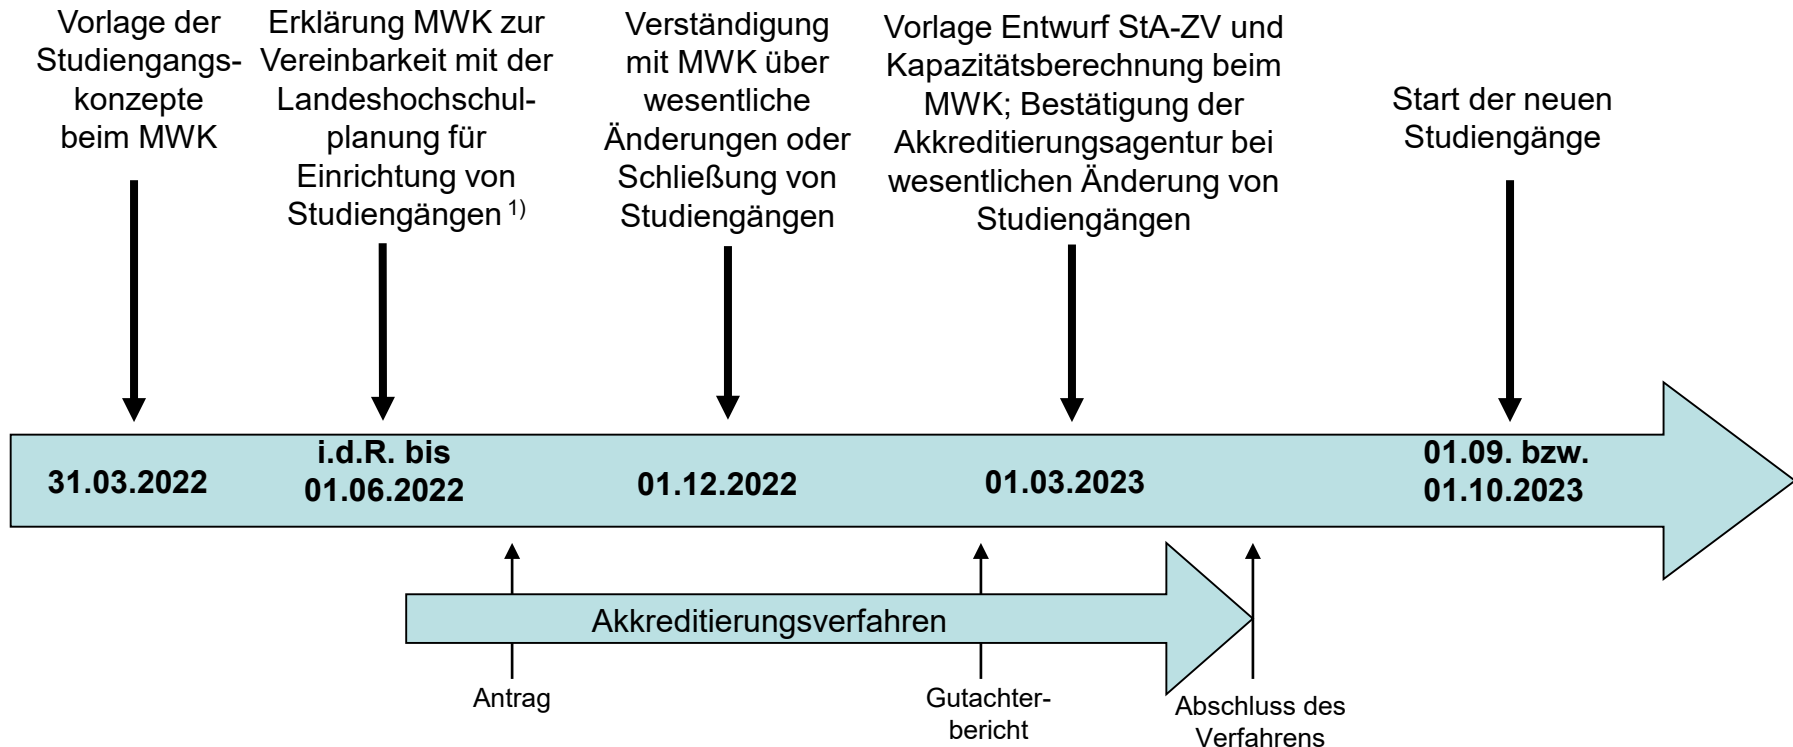 Vorlage der
Studiengangs-
konzepte
beim MWK
Erklärung MWK zur
Vereinbarkeit mit der
Landeshochschul-
planung für
Einrichtung von
Studiengängen 1)
Verständigung
mit MWK über
wesentliche
Änderungen oder
Schließung von
Studiengängen
Vorlage Entwurf StA-ZV und
Kapazitätsberechnung beim
MWK; Bestätigung der
Akkreditierungsagentur bei
wesentlichen Änderung von
Studiengängen
Start der neuen
Studiengänge
31.03.2022
i.d.R. bis
01.06.2022
01.12.2022
01.03.2023
01.09. bzw.
01.10.2023
Akkreditierungsverfahren
Antrag
Gutachter-
bericht
Abschluss des
Verfahrens